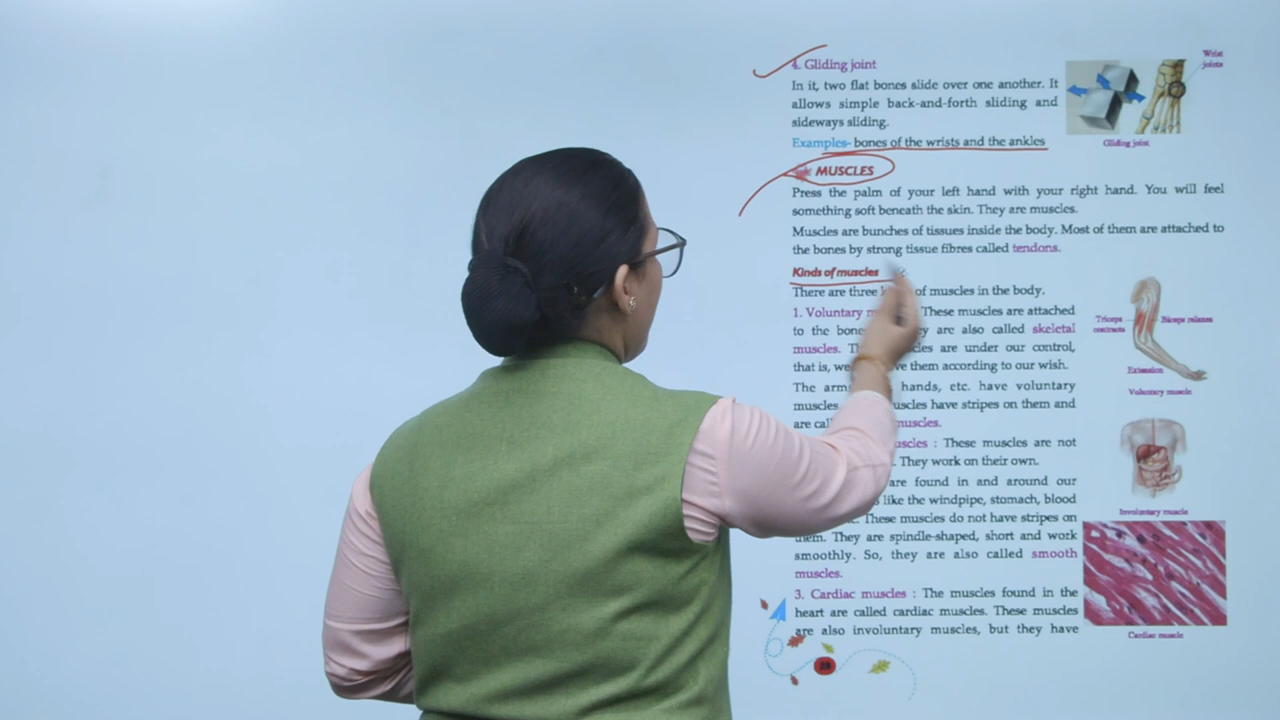 4. Gliding joint
In it, two flat bones slide over one another. It
allows simple back-and-forth sliding and
sideways sliding.
Examples- bones of the wrists and the ankles
Wrist
joints
Gliding joint
MUSCLES
Press the palm of your left hand with your right hand. You will feel
something soft beneath the skin. They are muscles.
Muscles are bunches of tissues inside the body. Most of them are attached to
the bones by strong tissue fibres called tendons.
Kinds of muscles
There are three of muscles in the body.
1. Voluntary These muscles are attached
to the are also called skeletal
muscles. are under our control,
that is, we them according to our wish.
The hands, etc. have voluntary
muscles have stripes on them and
are muscles.
: These muscles are not
They work on their own.
are found in and around our
like the windpipe, stomach, blood
These muscles do not have stripes on
them. They are spindle-shaped, short and work
smoothly. So, they are also called smooth
muscles.
3. Cardiac muscles : The muscles found in the
heart are called cardiac muscles. These muscles
are also involuntary muscles, but they have
Triceps
contracts
Biceps relaxes
Extension
Voluntary muscle
Involuntary muscle
Cardiac muscle